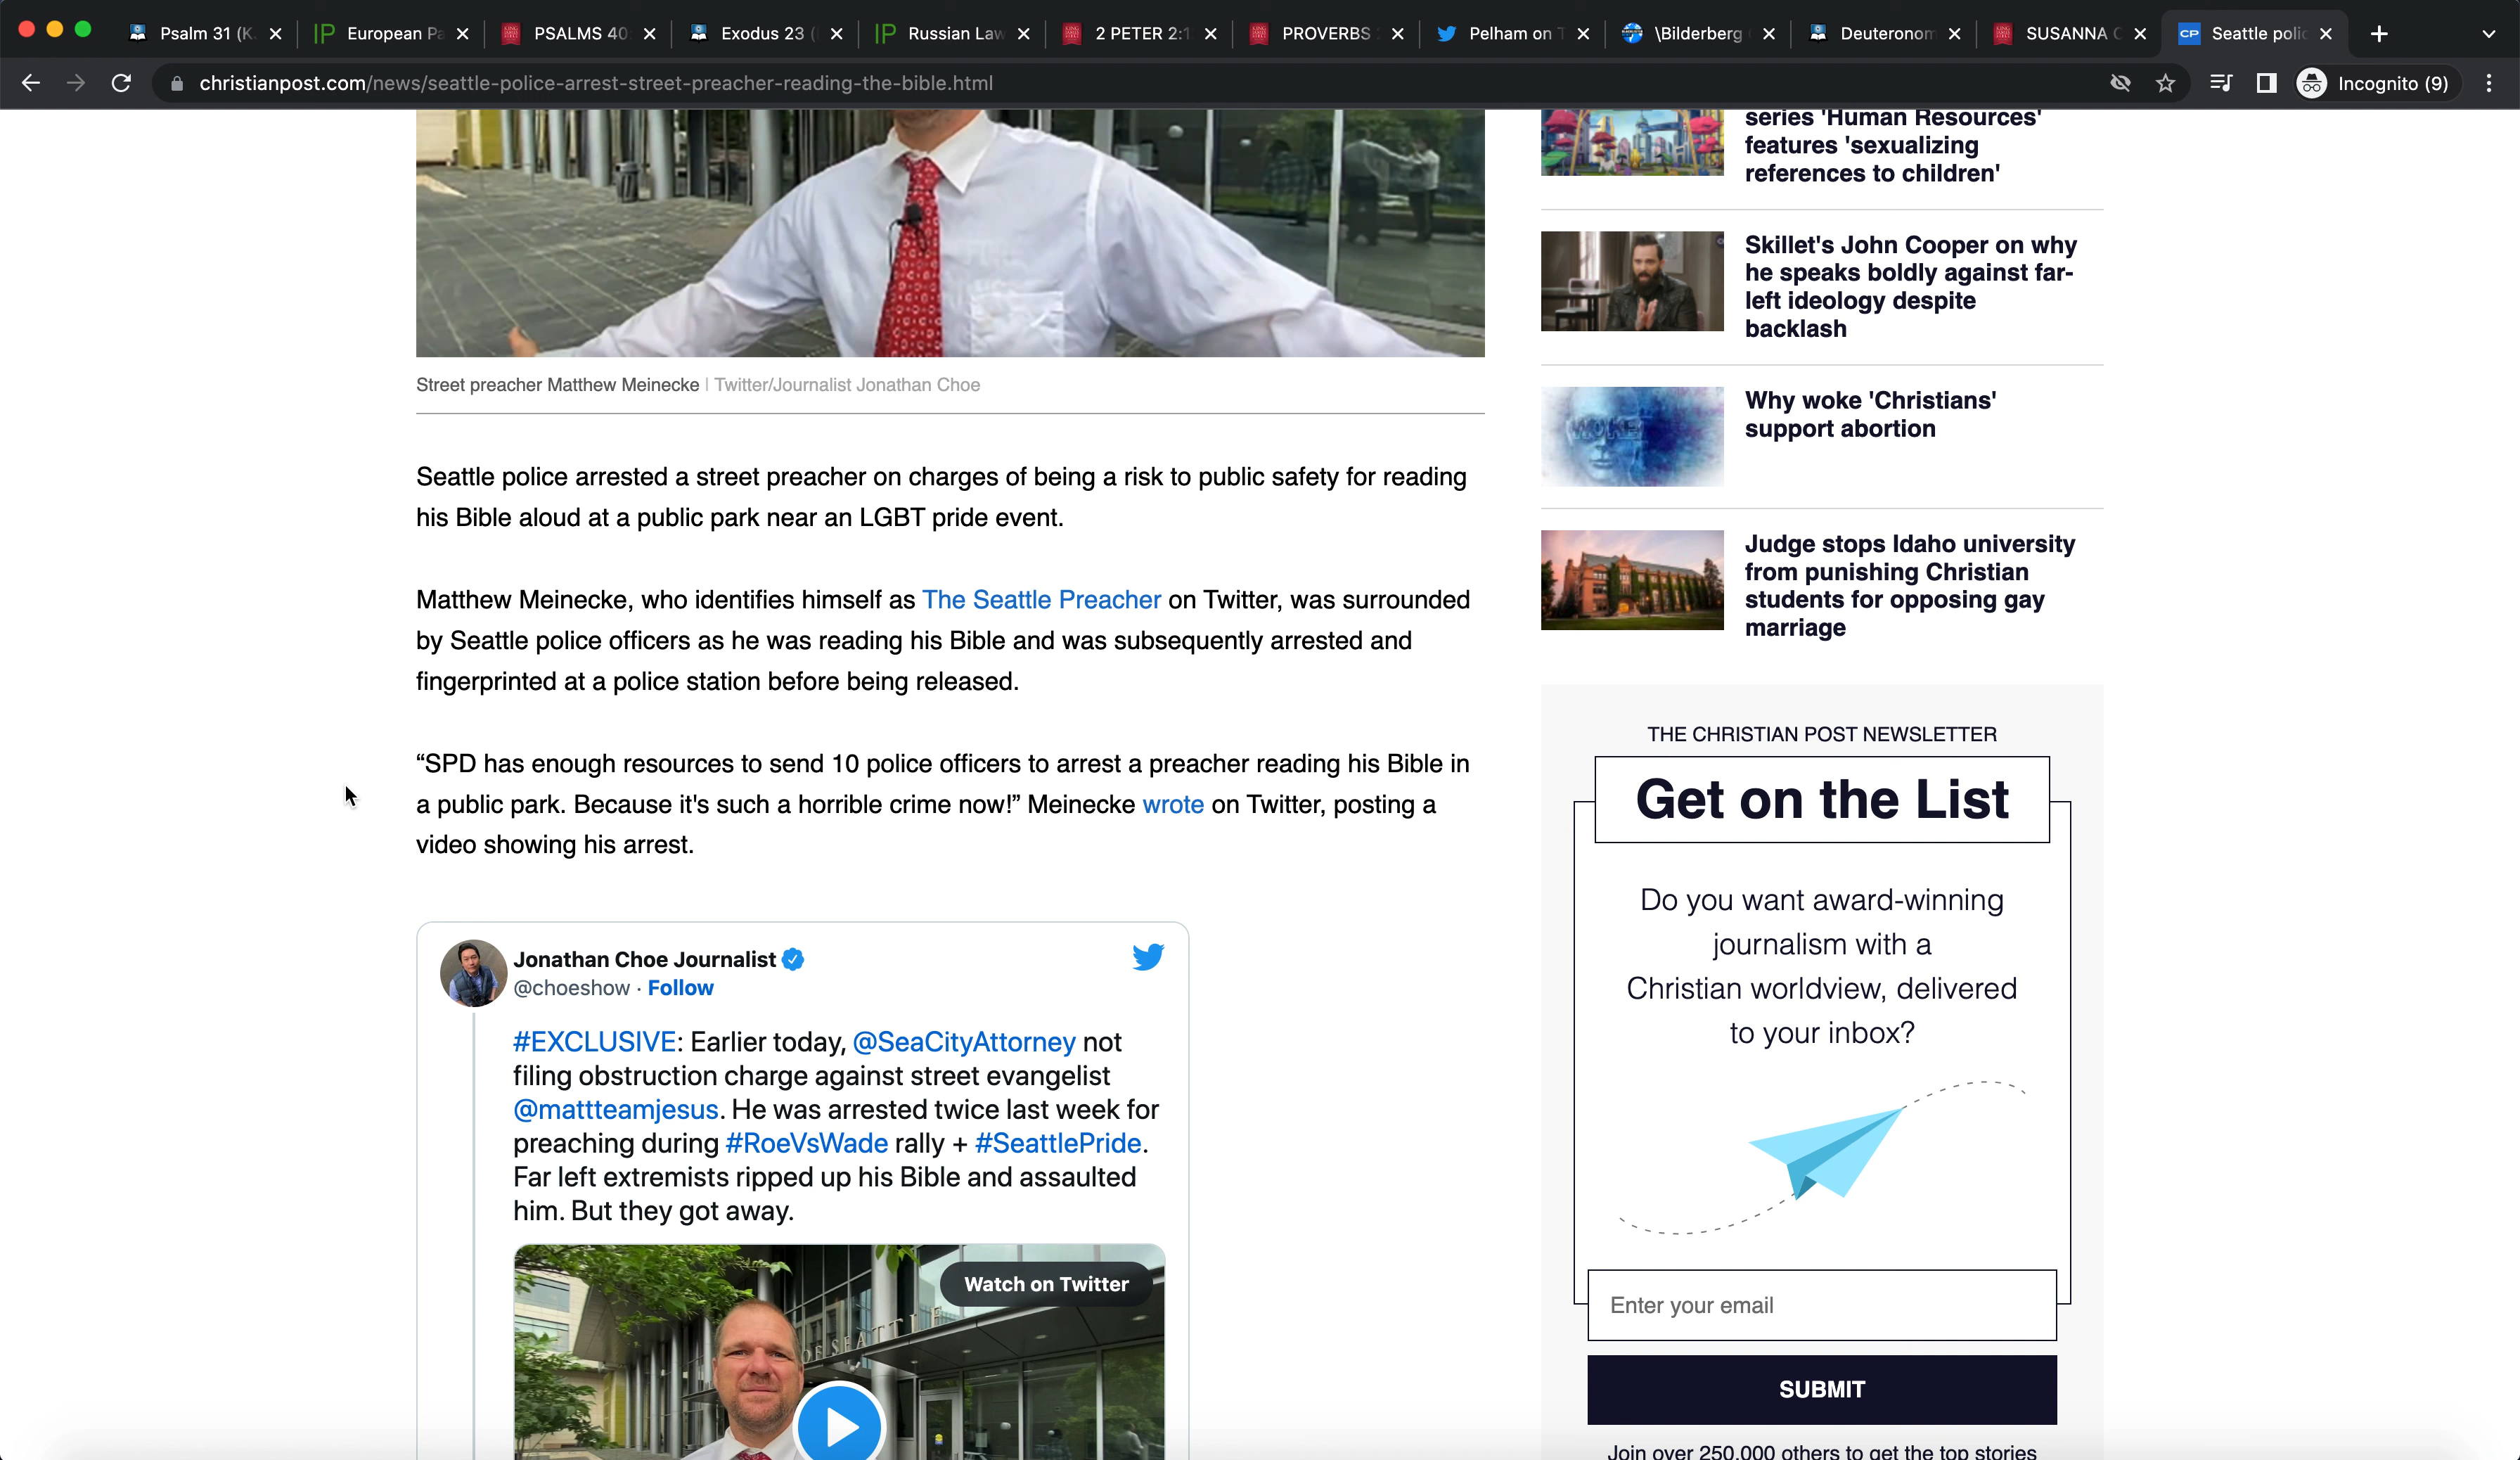 Psalm 31 (K
European Pa
PSALMS 40
Exodus 23 (
Russian Law
2 PETER 2:1
PROVERBS
Pelham on T
\Bilderberg
Deuteronom
SUSANNA C
CP
Seattle polic
christianpost.com/news/seattle-police-arrest-street-preacher-reading-the-bible.html
Incognito (9)
Street preacher Matthew Meinecke | Twitter/Journalist Jonathan Choe
Seattle police arrested a street preacher on charges of being a risk to public safety for reading
his Bible aloud at a public park near an LGBT pride event.
Matthew Meinecke, who identifies himself as The Seattle Preacher on Twitter, was surrounded
by Seattle police officers as he was reading his Bible and was subsequently arrested and
fingerprinted at a police station before being released.
“SPD has enough resources to send 10 police officers to arrest a preacher reading his Bible in
a public park. Because it's such a horrible crime now!” Meinecke wrote on Twitter, posting a
video showing his arrest.
Jonathan Choe Journalist
@choeshow · Follow
#EXCLUSIVE: Earlier today, @SeaCityAttorney not
filing obstruction charge against street evangelist
@mattteamjesus. He was arrested twice last week for
preaching during #RoeVsWade rally + #SeattlePride.
Far left extremists ripped up his Bible and assaulted
him. But they got away.
Watch on Twitter
OF SEATTLE
series 'Human Resources'
features 'sexualizing
references to children'
Skillet's John Cooper on why
he speaks boldly against far-
left ideology despite
backlash
WOKE
Why woke 'Christians'
support abortion
Judge stops Idaho university
from punishing Christian
students for opposing gay
marriage
THE CHRISTIAN POST NEWSLETTER
Get on the List
Do you want award-winning
journalism with a
Christian worldview, delivered
to your inbox?
Enter your email
SUBMIT
Join over 250,000 others to get the top stories